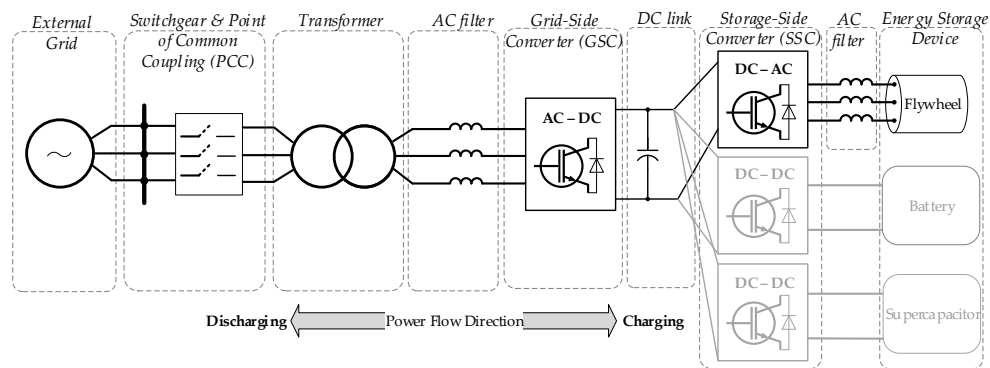 External
Grid
Switchgear & Point
of Common
Coupling (PCC)
Transformer
AC filter
Grid-Side
Converter (GSC)
DC link
Storage-Side
Converter (SSC)
AC
filter
Energy Storage
Device
AC – DC
DC – AC
Flywheel
DC – DC
Battery
DC – DC
Supercapacitor
Discharging
Power Flow Direction
Charging